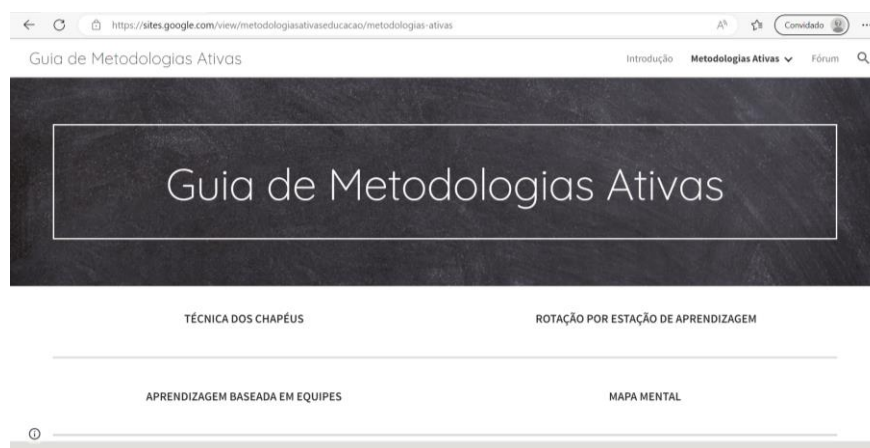 https://sites.google.com/view/metodologiasativaseducacao/metodologias-ativas
Convidado
Guia de Metodologias Ativas
Introdução Metodologias Ativas Fórum
Guia de Metodologias Ativas
TÉCNICA DOS CHAPÉUS
ROTAÇÃO POR ESTAÇÃO DE APRENDIZAGEM
APRENDIZAGEM BASEADA EM EQUIPES
MAPA MENTAL